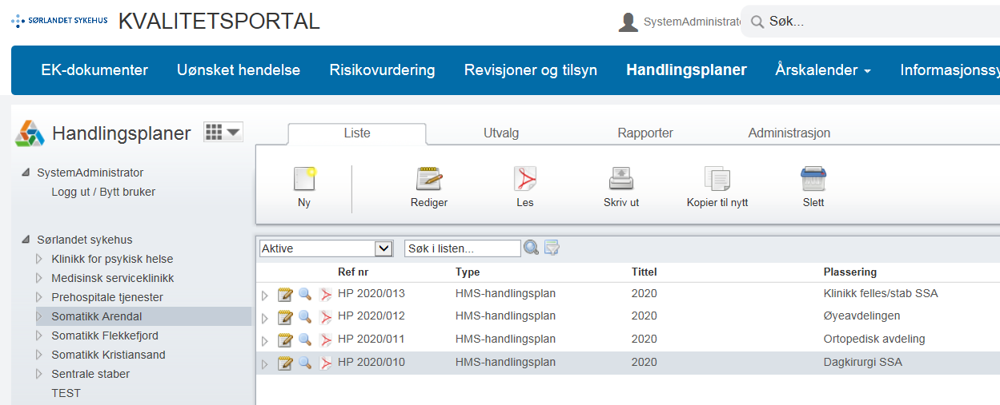 SØRLANDET SYKEHUS KVALITETSPORTAL
SystemAdministrato
Søk...
EK-dokumenter Uønsket hendelse Risikovurdering Revisjoner og tilsyn Handlingsplaner Årskalender Informasjonssy
Handlingsplaner
Liste Utvalg Rapporter Administrasjon
SystemAdministrator
Logg ut / Bytt bruker
Ny Rediger Les Skriv ut Kopier til nytt Slett
Sørlandet sykehus
Klinikk for psykisk helse
Medisinsk serviceklinikk
Prehospitale tjenester
Somatikk Arendal
Somatikk Flekkefjord
Somatikk Kristiansand
Sentrale staber
TEST
Aktive Søk i listen...
Ref nr Type Tittel Plassering
HP 2020/013 HMS-handlingsplan 2020 Klinikk felles/stab SSA
HP 2020/012 HMS-handlingsplan 2020 Øyeavdelingen
HP 2020/011 HMS-handlingsplan 2020 Ortopedisk avdeling
HP 2020/010 HMS-handlingsplan 2020 Dagkirurgi SSA